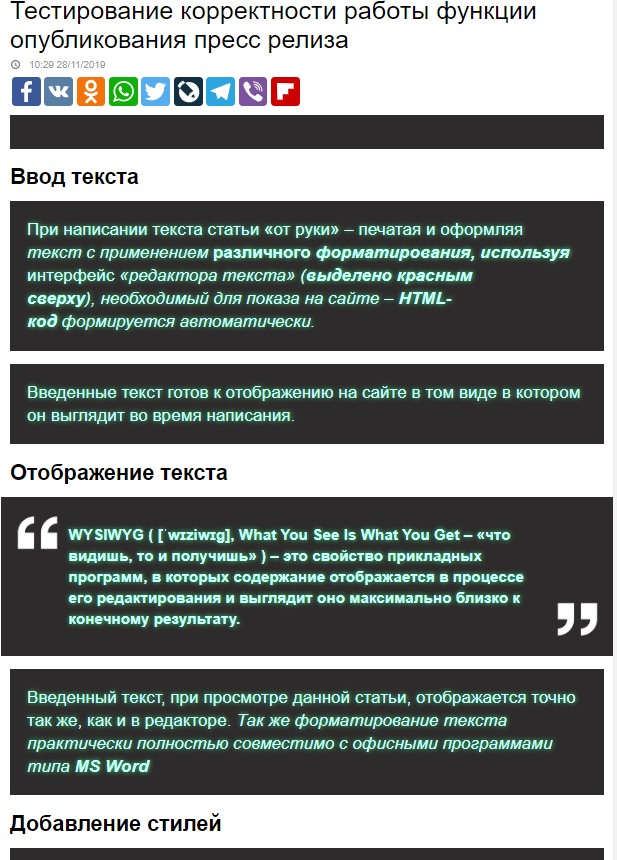 Тестирование корректности работы функции
опубликования пресс релиза
10:29 28/11/2019
Ввод текста
При написании текста статьи «от руки» – печатая и оформляя
текст с применением различного форматирования, используя
интерфейс «редактора текста» (выделено красным
сверху), необходимый для показа на сайте – HTML-
код формируется автоматически.
Введенные текст готов к отображению на сайте в том виде в котором
он выглядит во время написания.
Отображение текста
WYSIWYG ( [ˈwɪziwɪg], What You See Is What You Get – «что
видишь, то и получишь» ) – это свойство прикладных
программ, в которых содержание отображается в процессе
его редактирования и выглядит оно максимально близко к
конечному результату.
Введенный текст, при просмотре данной статьи, отображается точно
так же, как и в редакторе. Так же форматирование текста
практически полностью совместимо с офисными программами
типа MS Word
Добавление стилей